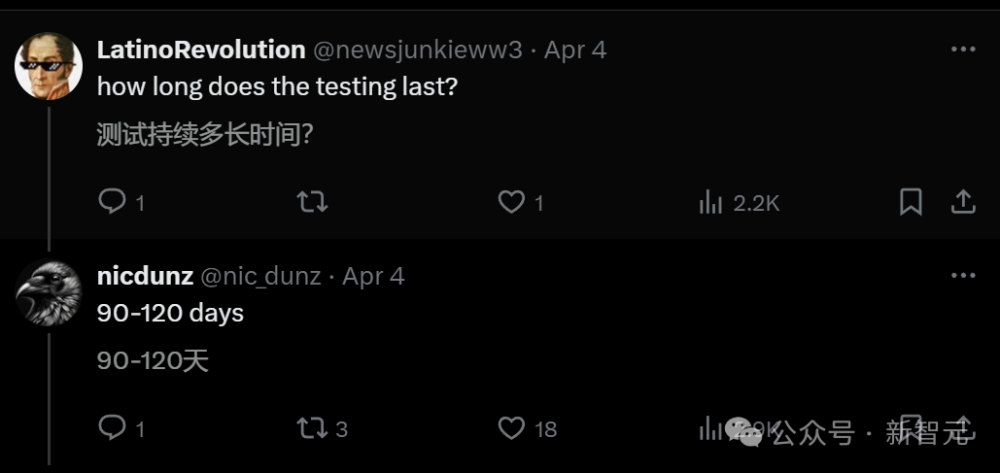 LatinoRevolution @newsjunkieww3 · Apr 4
how long does the testing last?
测试持续多长时间?
1 1 2.2K
nicdunz @nic_dunz · Apr 4
90-120 days
90-120天
1 3 18
公众号 · 新智元